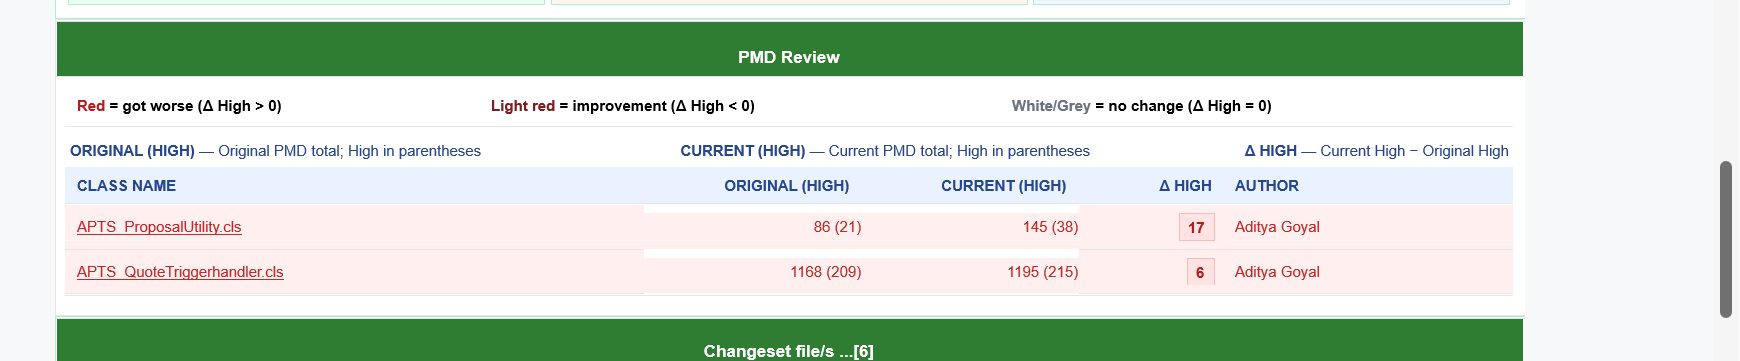 PMD Review
Red = got worse (Δ High > 0) Light red = improvement (Δ High < 0) White/Grey = no change (Δ High = 0)
ORIGINAL (HIGH) — Original PMD total; High in parentheses CURRENT (HIGH) — Current PMD total; High in parentheses Δ HIGH — Current High − Original High
CLASS NAME ORIGINAL (HIGH) CURRENT (HIGH) Δ HIGH AUTHOR
APTS_ProposalUtility.cls 86 (21) 145 (38) 17 Aditya Goyal
APTS_QuoteTriggerhandler.cls 1168 (209) 1195 (215) 6 Aditya Goyal
Changeset file/s ...[6]